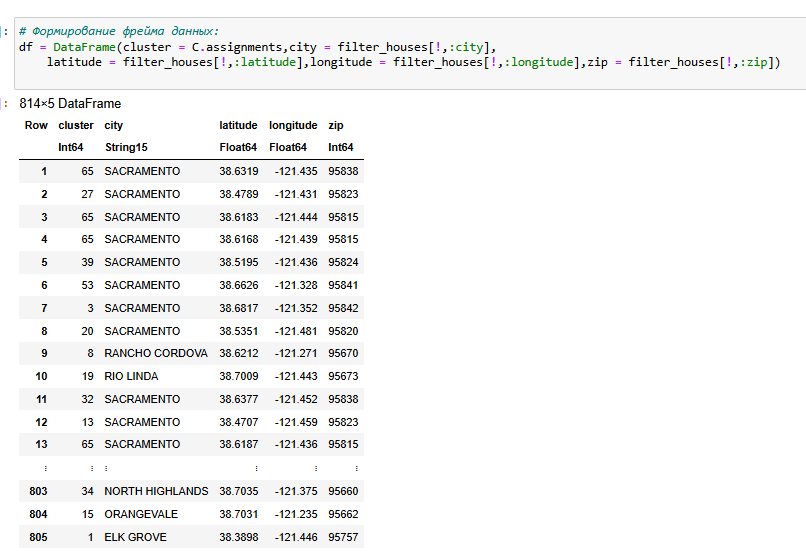 ]: # Формирование фрейма данных:
df = DataFrame(cluster = C.assignments,city = filter_houses[!,:city],
latitude = filter_houses[!,:latitude],longitude = filter_houses[!,:longitude],zip = filter_houses[!,:zip])
]: 814×5 DataFrame
Row cluster city latitude longitude zip
Int64 String15 Float64 Float64 Int64
1 65 SACRAMENTO 38.6319 -121.435 95838
2 27 SACRAMENTO 38.4789 -121.431 95823
3 65 SACRAMENTO 38.6183 -121.444 95815
4 65 SACRAMENTO 38.6168 -121.439 95815
5 39 SACRAMENTO 38.5195 -121.436 95824
6 53 SACRAMENTO 38.6626 -121.328 95841
7 3 SACRAMENTO 38.6817 -121.352 95842
8 20 SACRAMENTO 38.5351 -121.481 95820
9 8 RANCHO CORDOVA 38.6212 -121.271 95670
10 19 RIO LINDA 38.7009 -121.443 95673
11 32 SACRAMENTO 38.6377 -121.452 95838
12 13 SACRAMENTO 38.4707 -121.459 95823
13 65 SACRAMENTO 38.6187 -121.436 95815
⋮ ⋮ ⋮ ⋮ ⋮ ⋮
803 34 NORTH HIGHLANDS 38.7035 -121.375 95660
804 15 ORANGEVALE 38.7031 -121.235 95662
805 1 ELK GROVE 38.3898 -121.446 95757